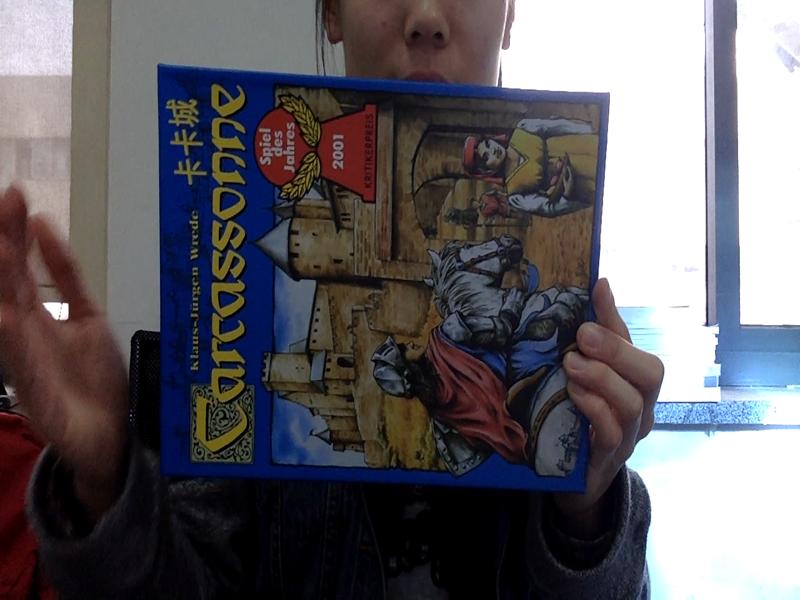 卡卡城
Klaus-Jürgen Wrede
Carcassonne
Spiel
des
Jahres
2001
KRITIKERPREIS